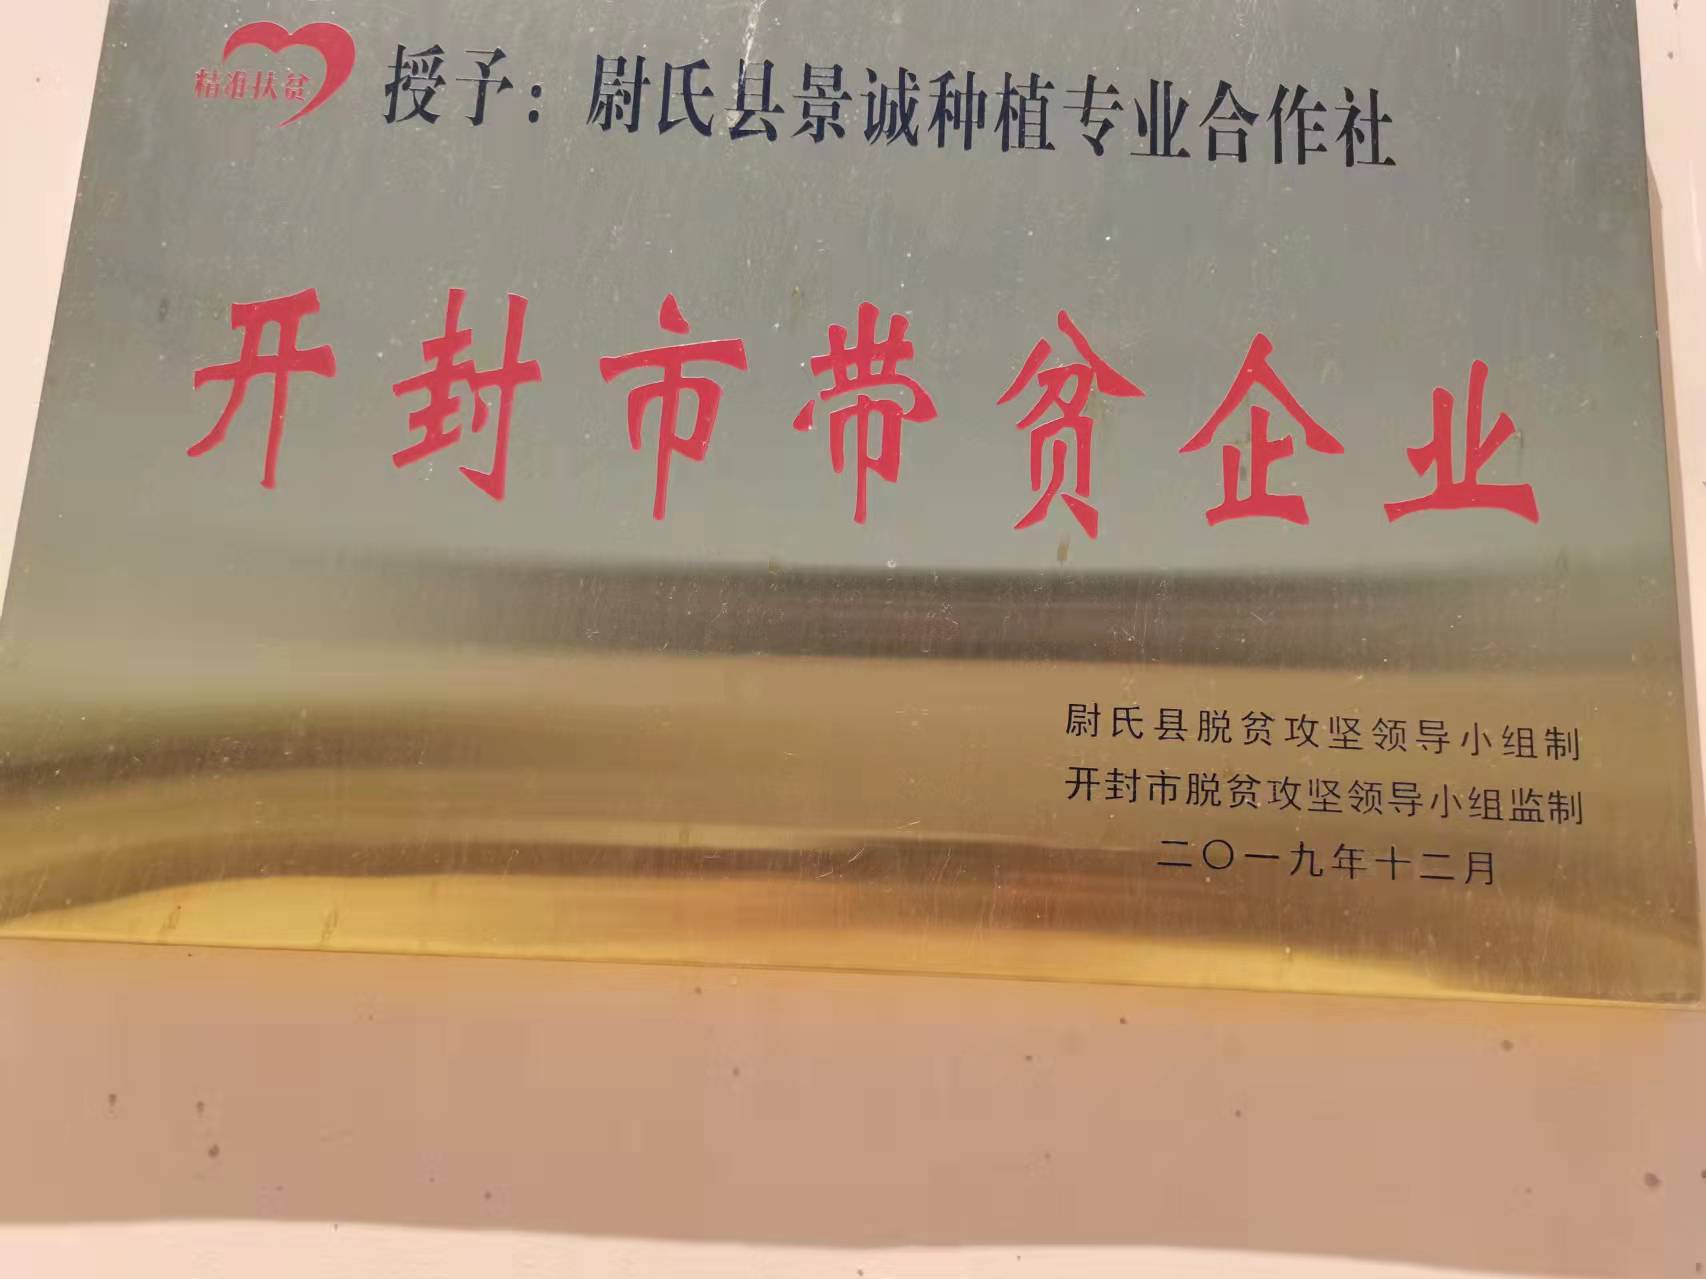 精准扶贫
授予：尉氏县景诚种植专业合作社
开封市带贫企业
尉氏县脱贫攻坚领导小组制
开封市脱贫攻坚领导小组监制
二〇一九年十二月